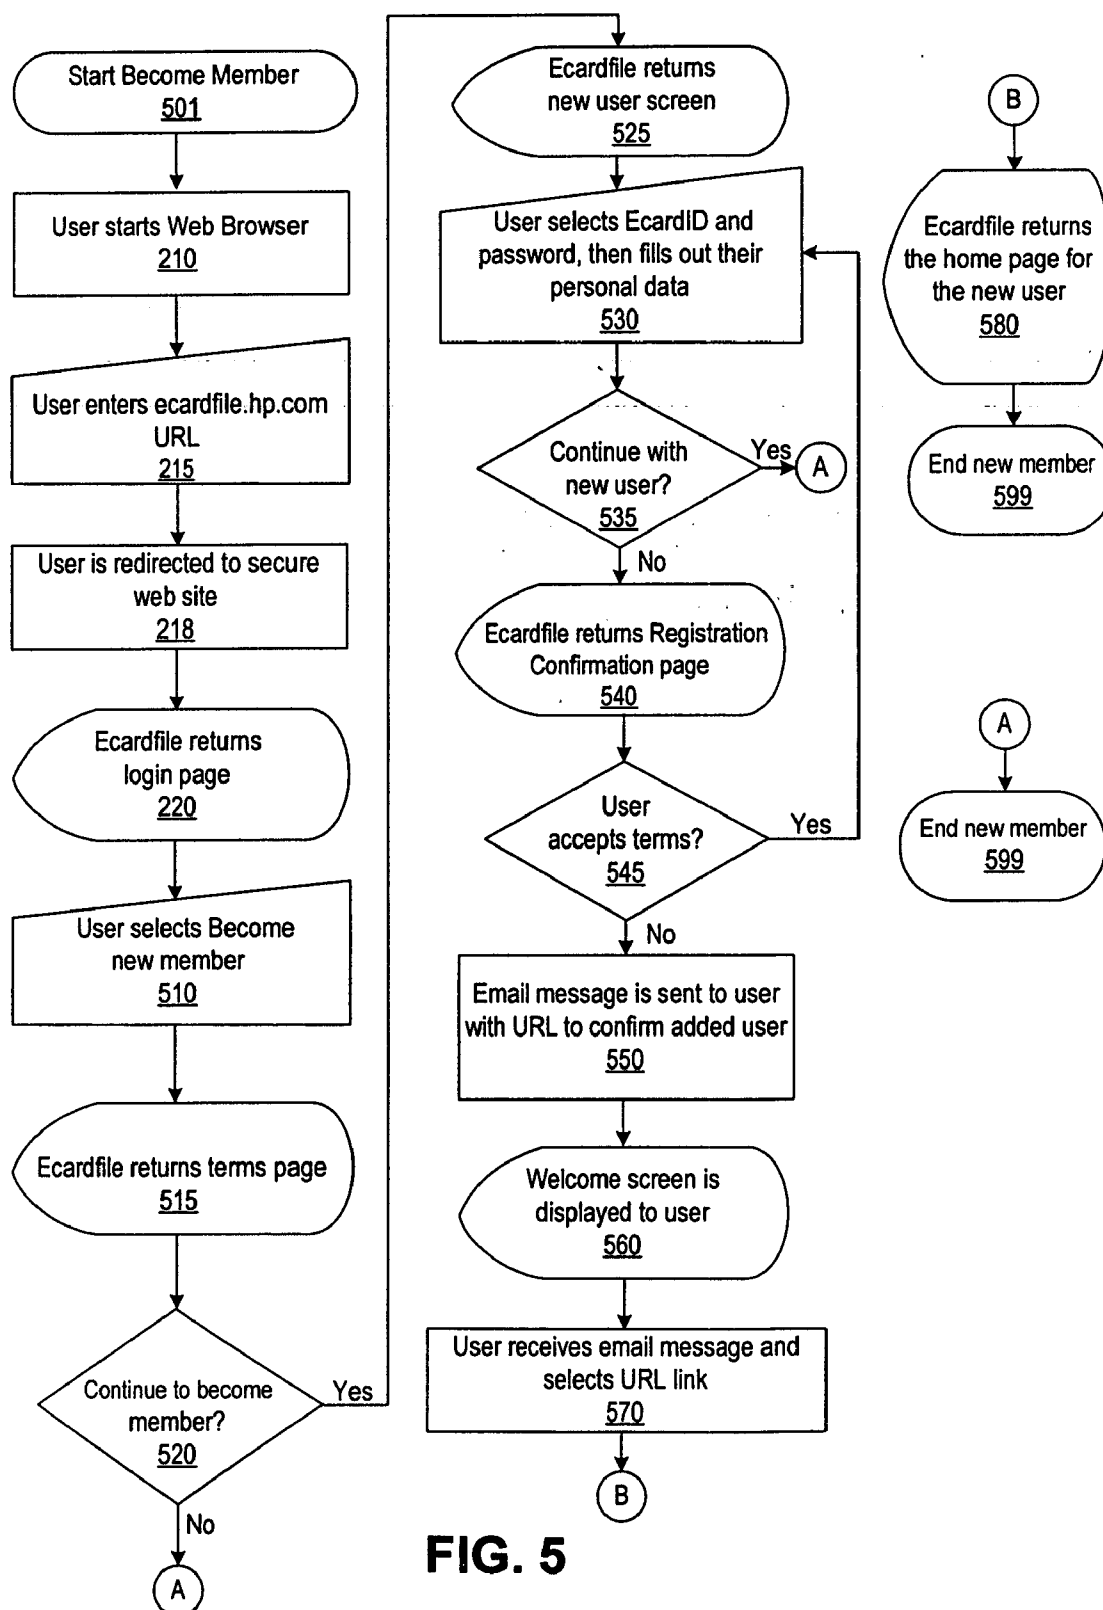 Start Become Member
501
User starts Web Browser
210
User enters ecardfile.hp.com
URL
215
User is redirected to secure
web site
218
Ecardfile returns
login page
220
User selects Become
new member
510
Ecardfile returns terms page
515
Continue to become
member?
520
Yes
No
A
Ecardfile returns
new user screen
525
User selects EcardID and
password, then fills out their
personal data
530
Continue with
new user?
535
Yes
A
No
Ecardfile returns Registration
Confirmation page
540
User
accepts terms?
545
Yes
No
Email message is sent to user
with URL to confirm added user
550
Welcome screen is
displayed to user
560
User receives email message and
selects URL link
570
B
B
Ecardfile returns
the home page for
the new user
580
End new member
599
A
End new member
599
FIG. 5